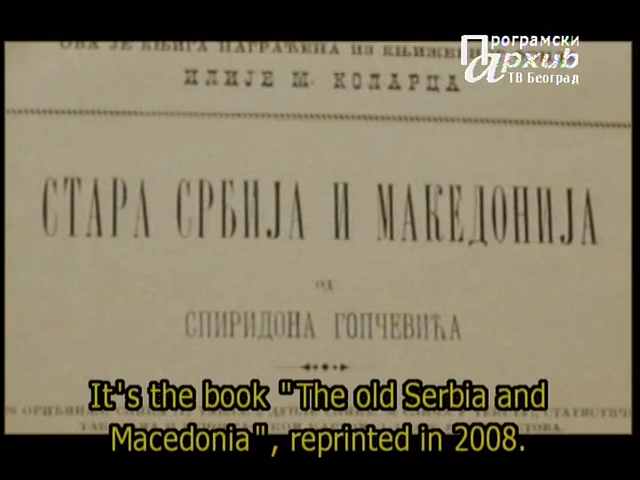 Програмски
Архив
ТВ Београд
ОВА ЈЕ КЊИГА НАГРАЂЕНА ИЗ
ИЛИЈЕ М. КОЛАРЦА
СТАРА СРБИЈА И МАКЕДОНИЈА
ОД
СПИРИДОНА ГОПЧЕВИЋА
It's the book "The old Serbia and
Macedonia", reprinted in 2008.